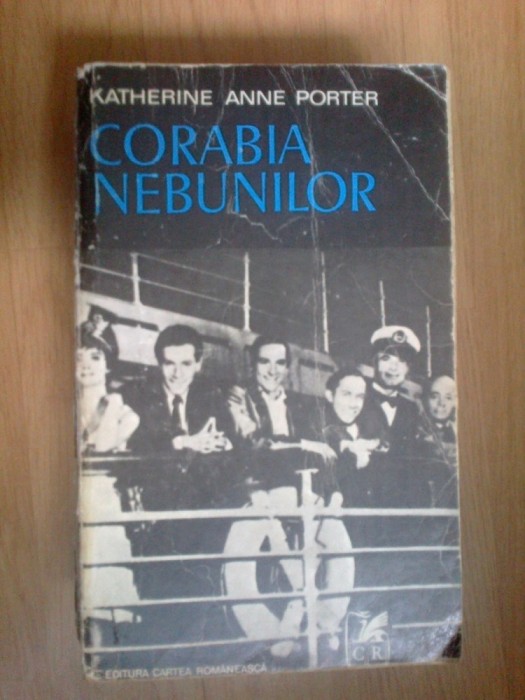 KATHERINE ANNE PORTER
CORABIA
NEBUNILOR
CR
EDITURA CARTEA ROMÂNEASCĂ